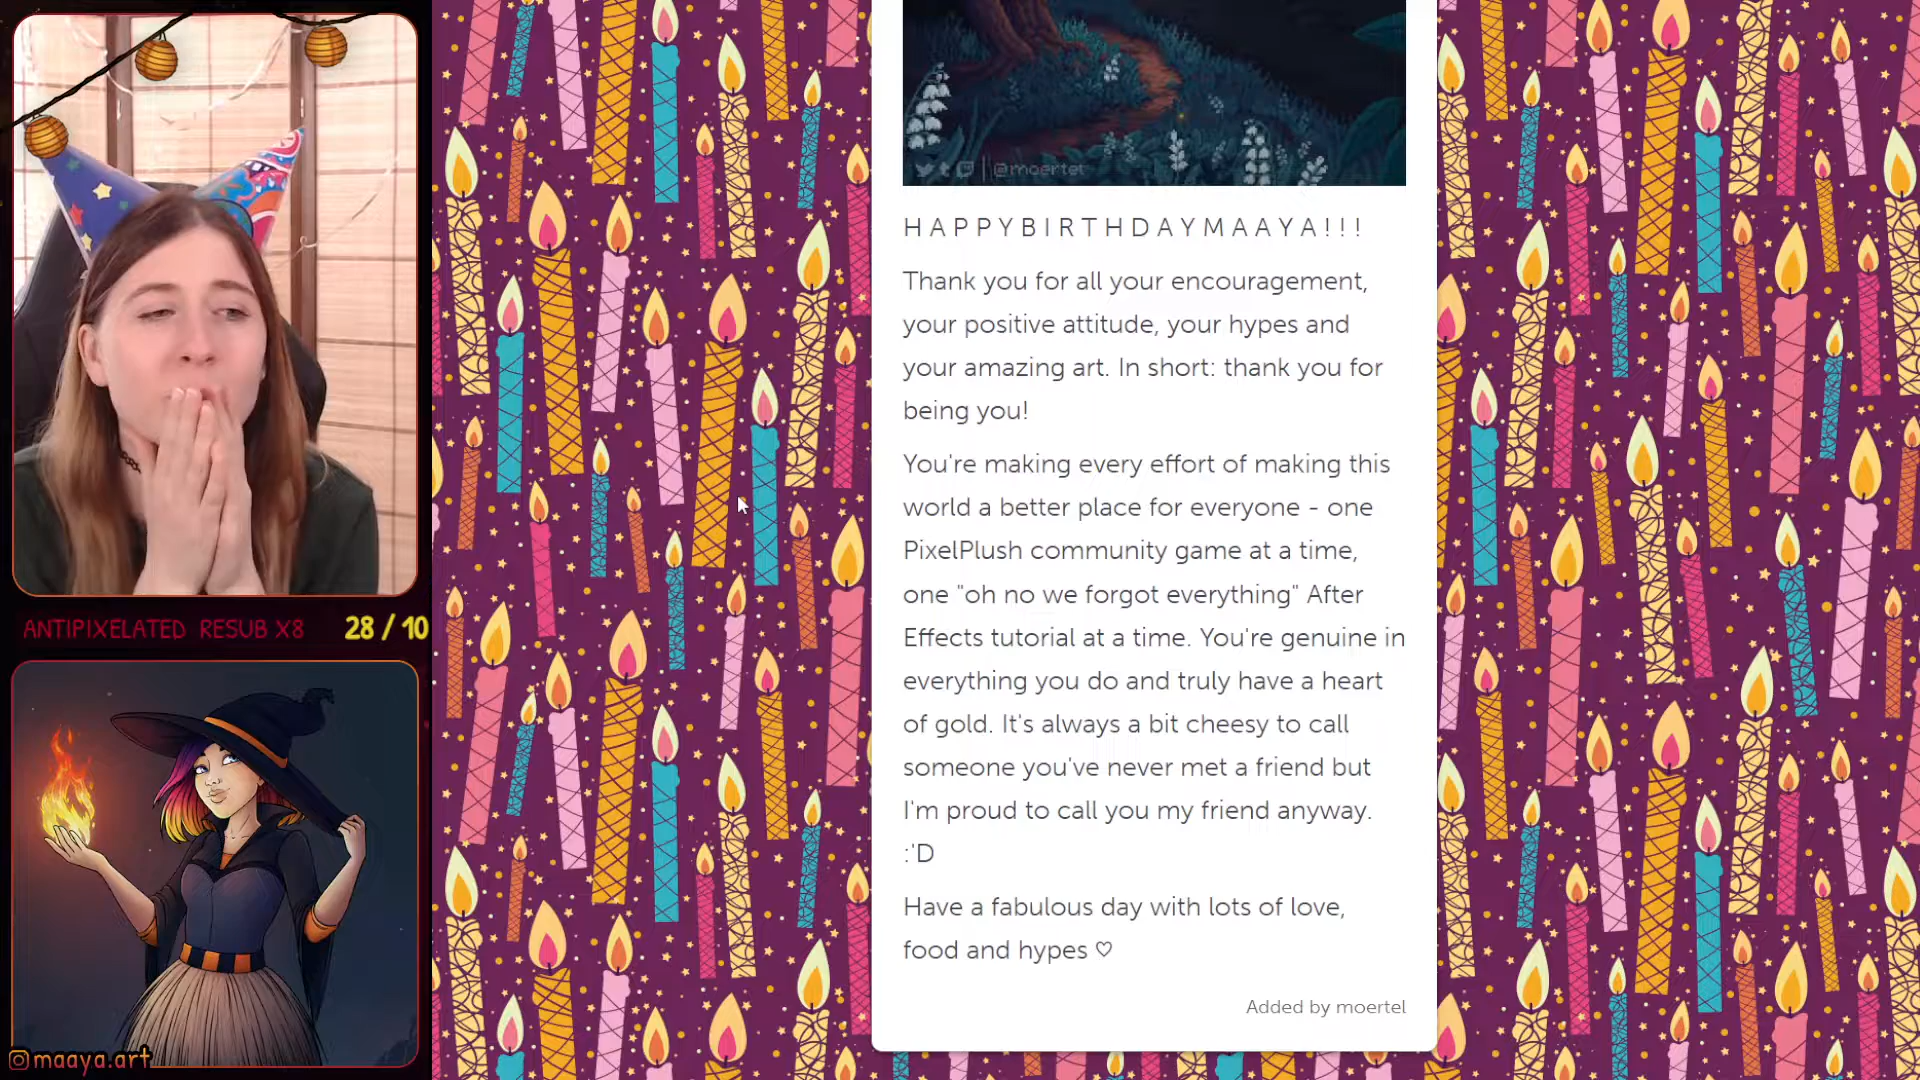 @moertel
H A P P Y B I R T H D A Y M A A Y A ! ! !
Thank you for all your encouragement,
your positive attitude, your hypes and
your amazing art. In short: thank you for
being you!
You're making every effort of making this
world a better place for everyone - one
PixelPlush community game at a time,
one "oh no we forgot everything" After
Effects tutorial at a time. You're genuine in
everything you do and truly have a heart
of gold. It's always a bit cheesy to call
someone you've never met a friend but
I'm proud to call you my friend anyway.
:'D
Have a fabulous day with lots of love,
food and hypes ♡
Added by moertel
ANTIPIXELATED RESUB X8 28 / 10
maaya.art